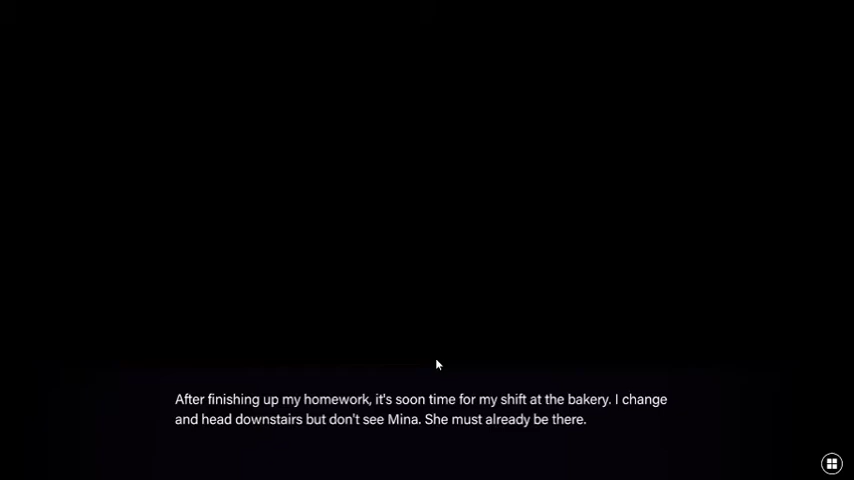 After finishing up my homework, it's soon time for my shift at the bakery. I change
and head downstairs but don't see Mina. She must already be there.